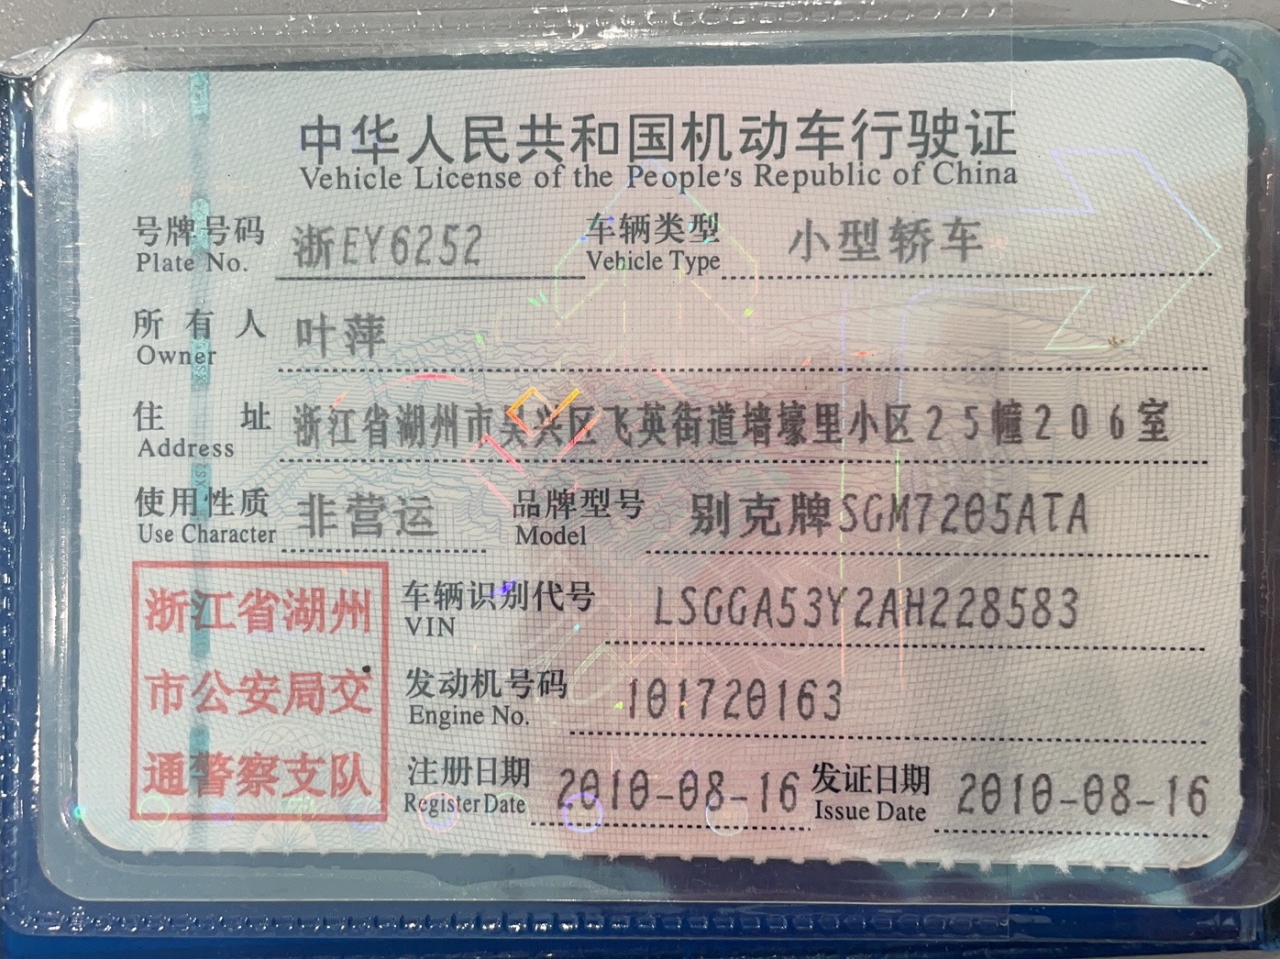 中华人民共和国机动车行驶证
Vehicle License of the People's Republic of China
号牌号码 浙EY6252 车辆类型 小型轿车
Plate No. Vehicle Type
所有人 叶萍
Owner
住址 浙江省湖州市吴兴区飞英街道墙壕里小区25幢206室
Address
使用性质 非营运 品牌型号 别克牌SGM7205ATA
Use Character Model
浙江省湖州
市公安局交
通警察支队
车辆识别代号 LSGGA53Y2AH228583
VIN
发动机号码 101720163
Engine No.
注册日期 2010-08-16 发证日期 2010-08-16
Register Date Issue Date